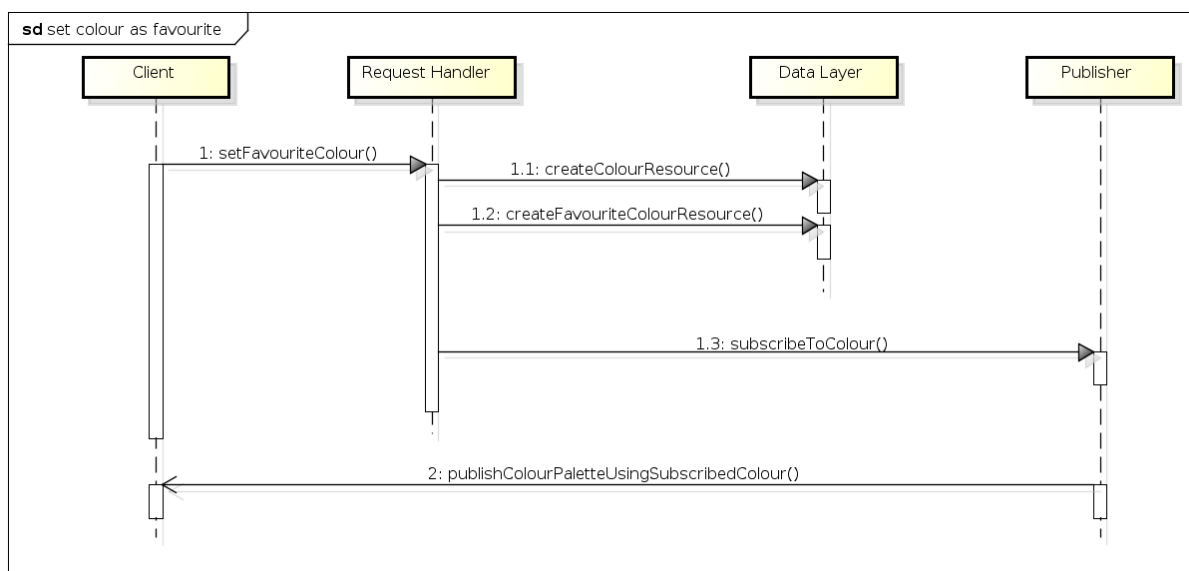 sd set colour as favourite
Client
Request Handler
Data Layer
Publisher
1: setFavouriteColour()
1.1: createColourResource()
1.2: createFavouriteColourResource()
1.3: subscribeToColour()
2: publishColourPaletteUsingSubscribedColour()